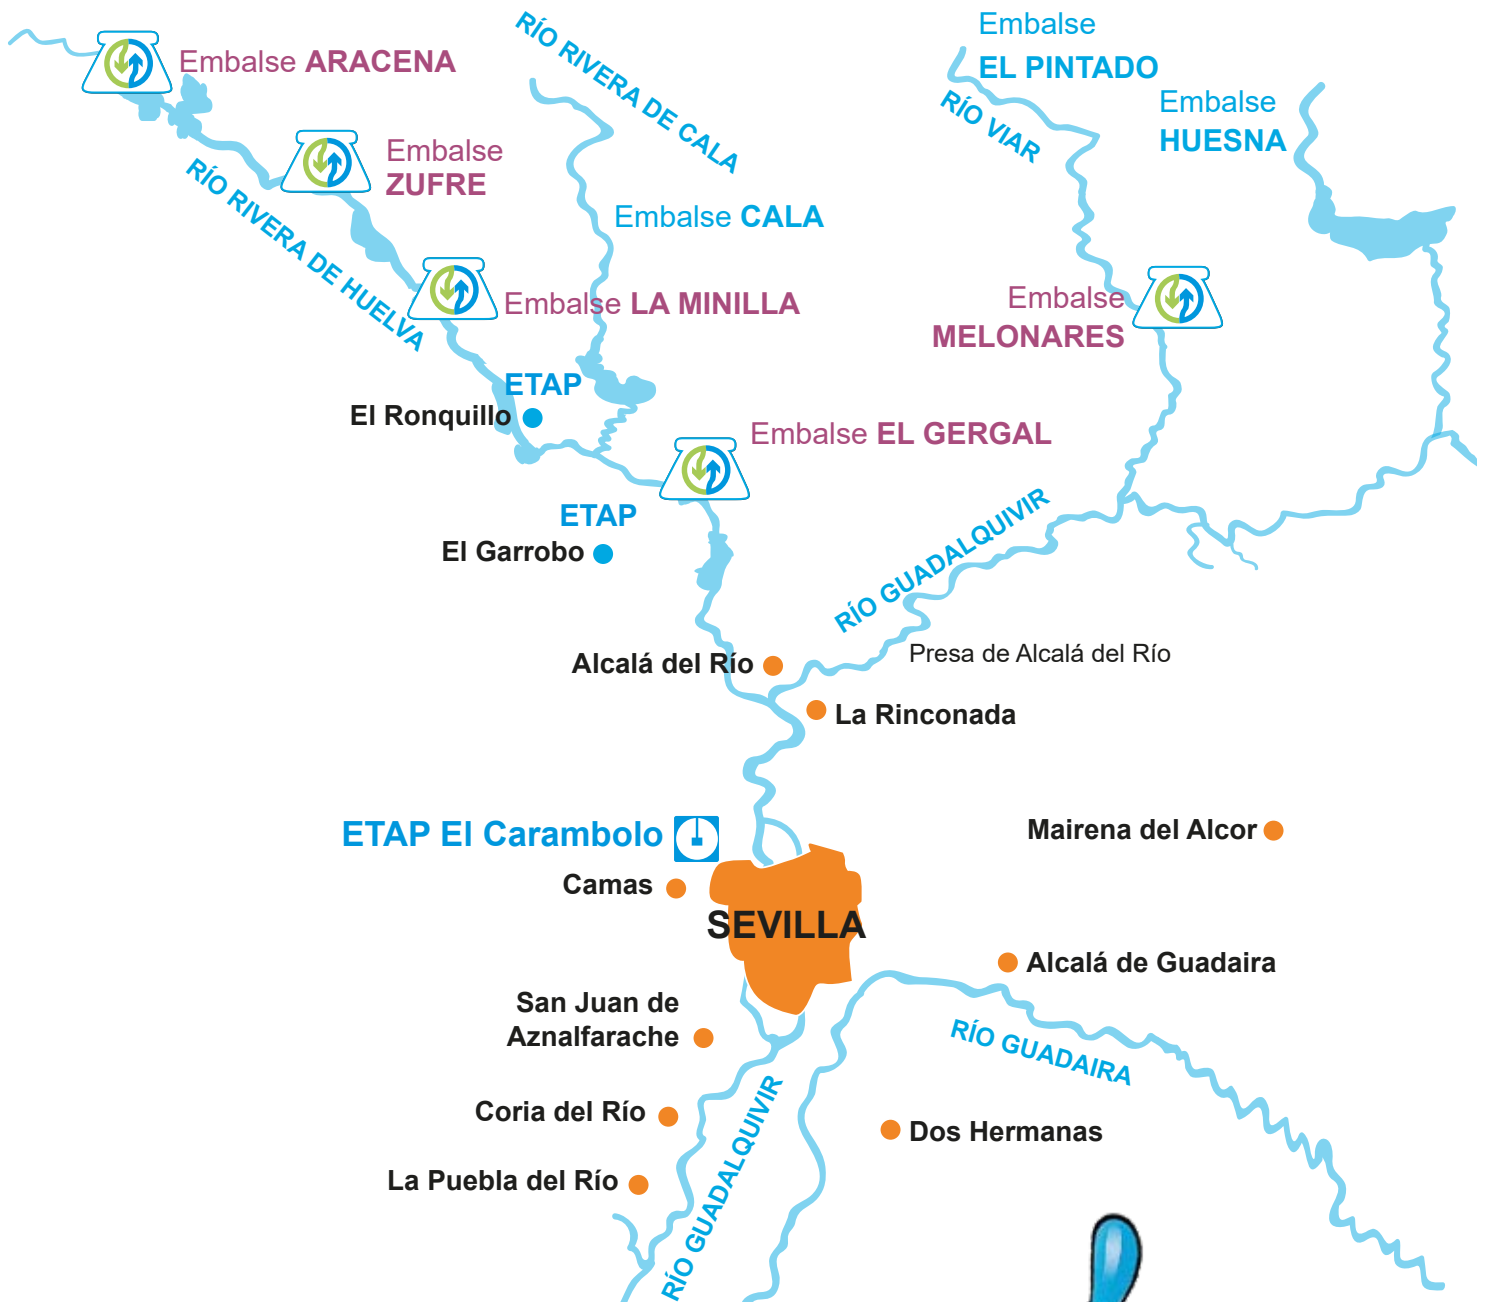 Embalse
EL PINTADO
RÍO RIVERA DE CALA
Embalse ARACENA
Embalse
HUESNA
RÍO VIAR
Embalse
ZUFRE
RÍO RIVERA DE HUELVA
Embalse CALA
Embalse LA MINILLA
Embalse
MELONARES
ETAP
El Ronquillo
Embalse EL GERGAL
ETAP
El Garrobo
RÍO GUADALQUIVIR
Alcalá del Río
Presa de Alcalá del Río
La Rinconada
ETAP El Carambolo
Mairena del Alcor
Camas
SEVILLA
Alcalá de Guadaira
San Juan de
Aznalfarache
RÍO GUADAIRA
Coria del Río
Dos Hermanas
La Puebla del Río
RÍO GUADALQUIVIR